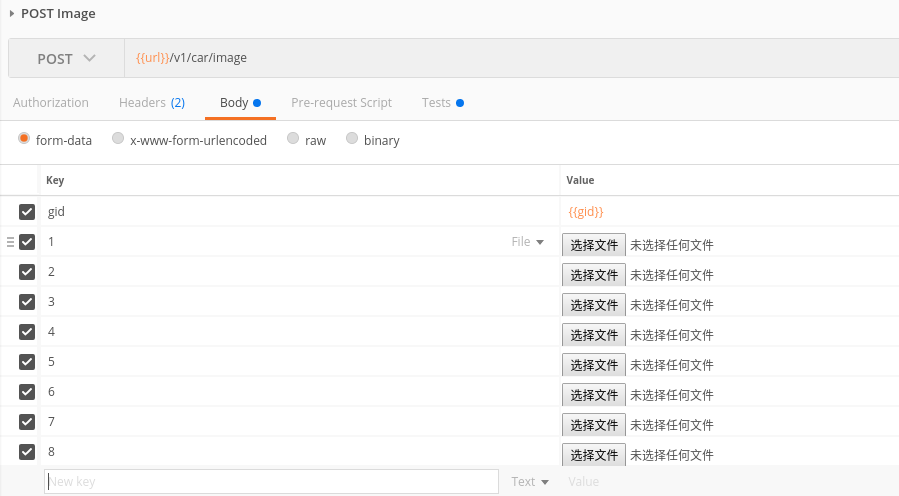 POST Image
POST {{url}}/v1/car/image
Authorization Headers (2) Body Pre-request Script Tests
form-data x-www-form-urlencoded raw binary
Key Value
gid {{gid}}
1 File 选择文件 未选择任何文件
2 选择文件 未选择任何文件
3 选择文件 未选择任何文件
4 选择文件 未选择任何文件
5 选择文件 未选择任何文件
6 选择文件 未选择任何文件
7 选择文件 未选择任何文件
8 选择文件 未选择任何文件
New key Text Value